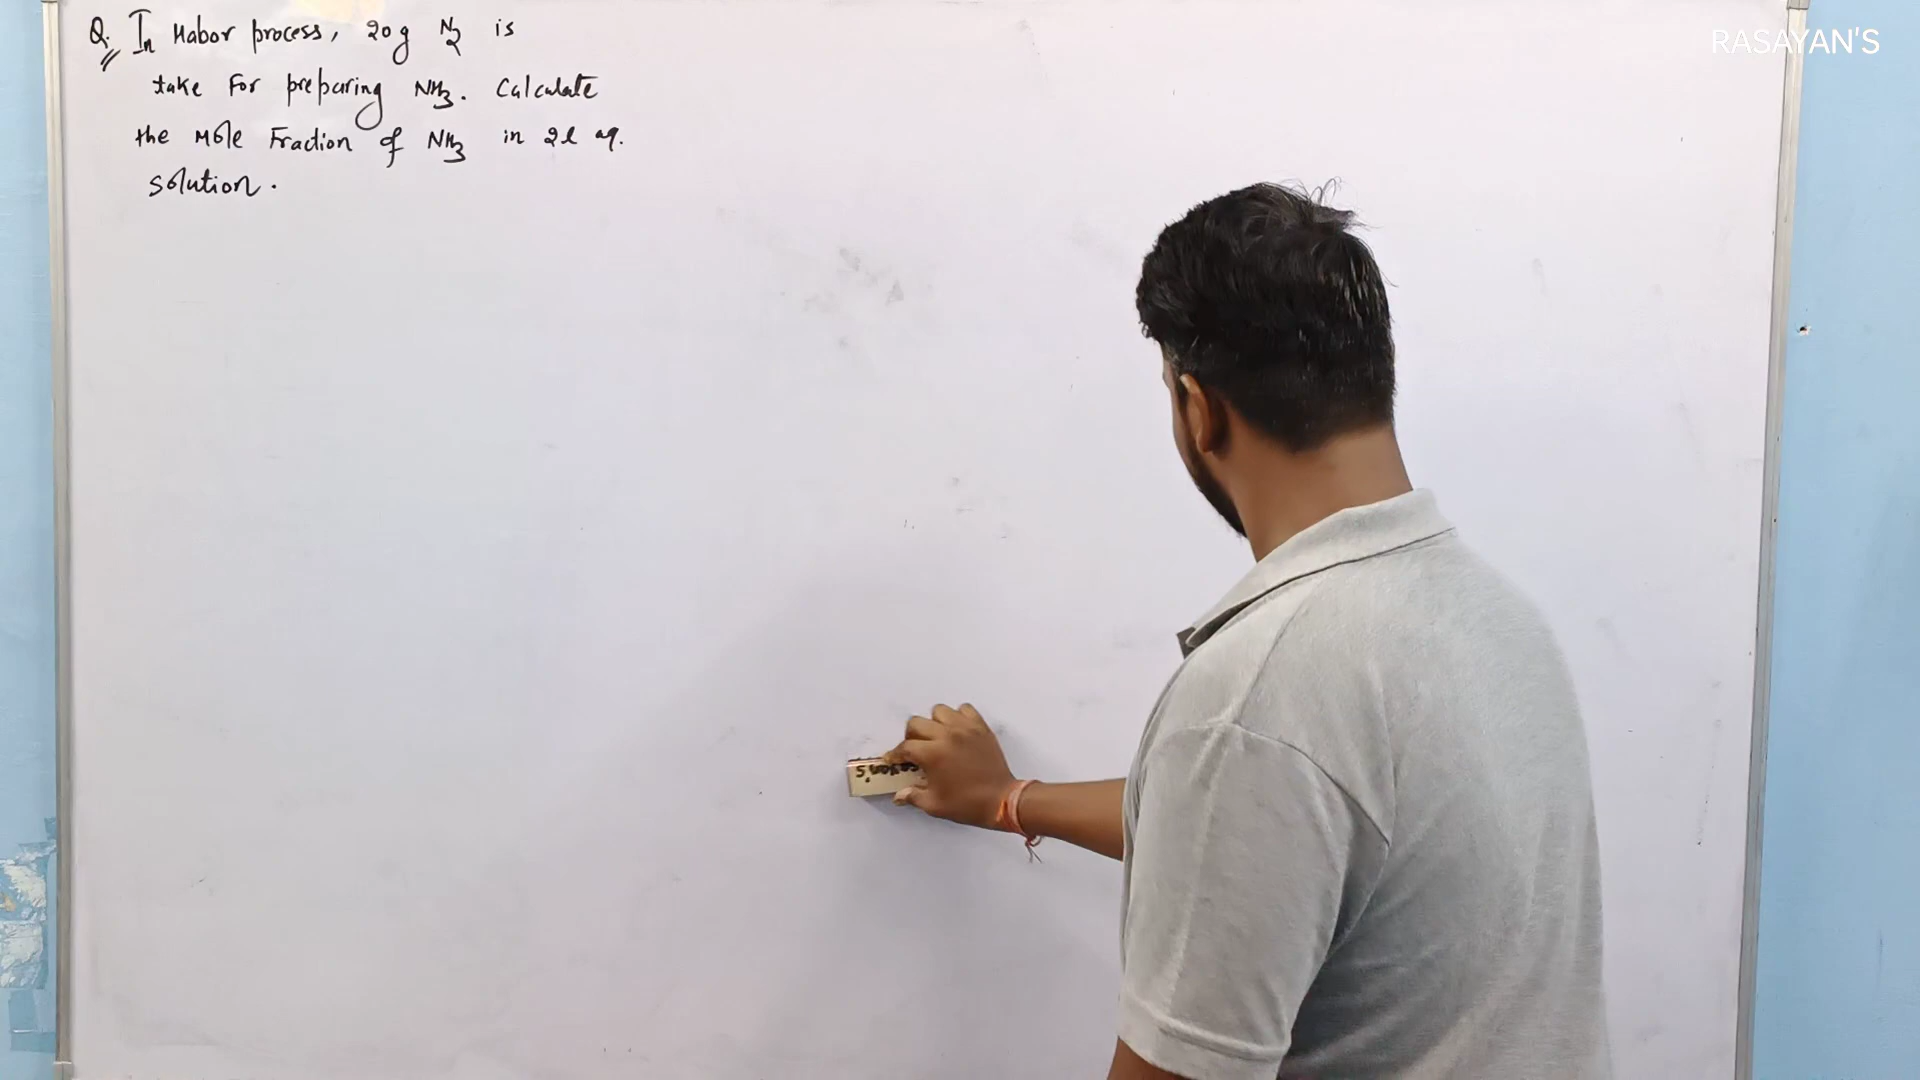 Q. In Habor process, 20g N2 is
take for preparing NH3. Calculate
the Mole Fraction of NH3 in 2l aq.
solution.
RASAYAN'S